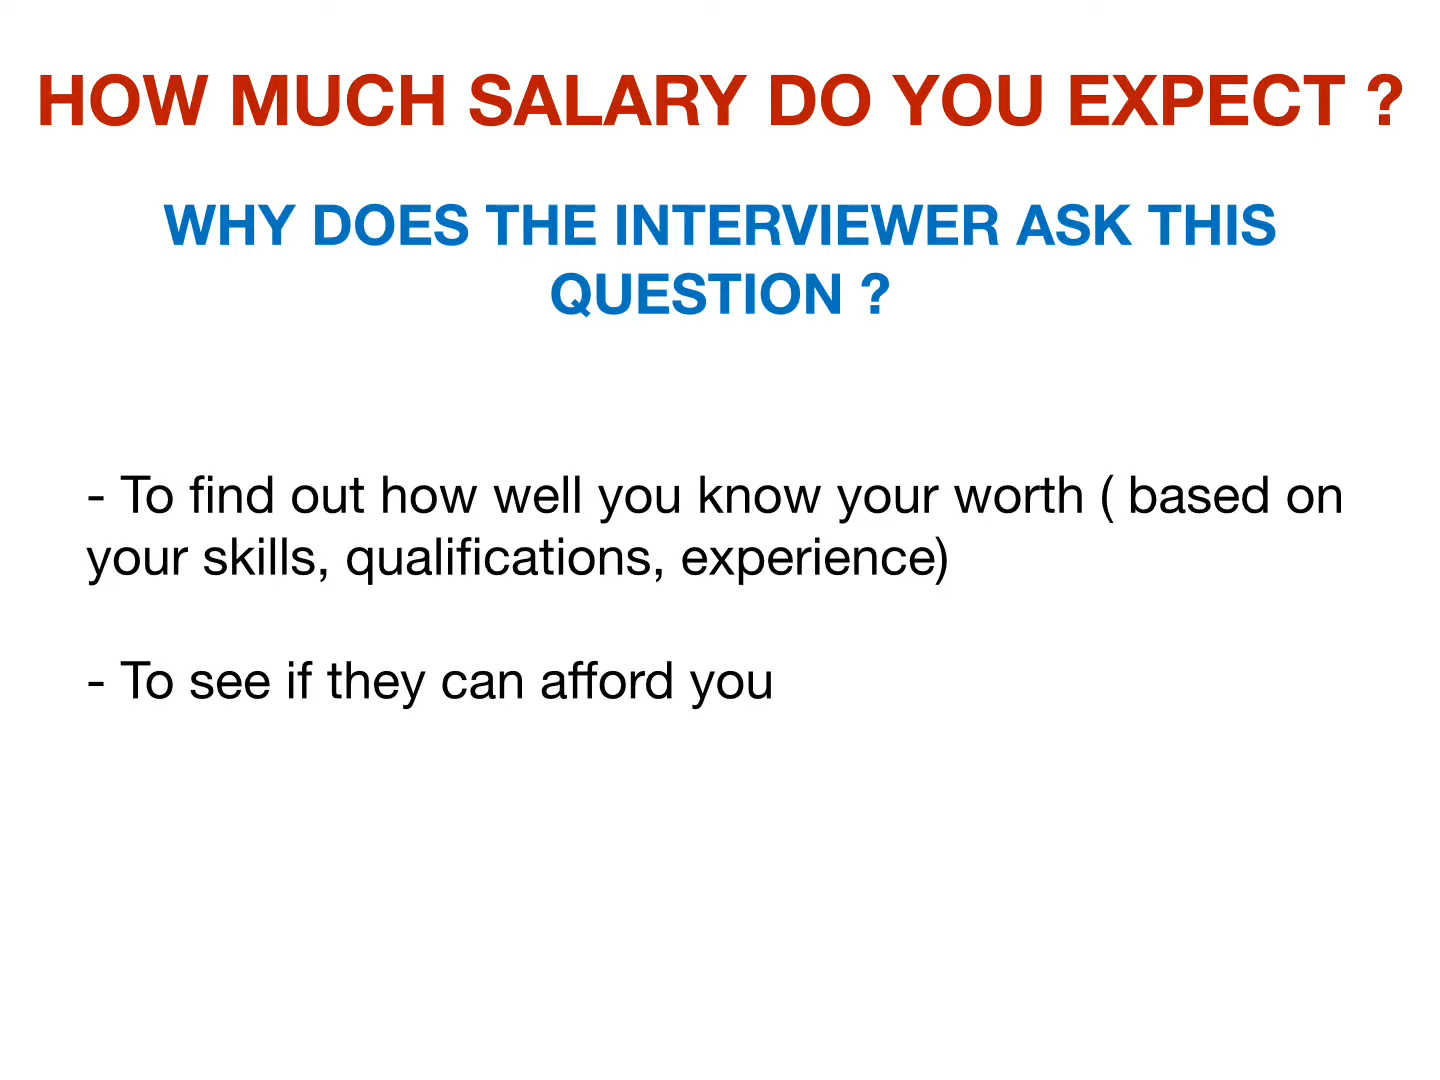 HOW MUCH SALARY DO YOU EXPECT ?
WHY DOES THE INTERVIEWER ASK THIS
QUESTION ?
- To find out how well you know your worth ( based on
your skills, qualifications, experience)
- To see if they can afford you